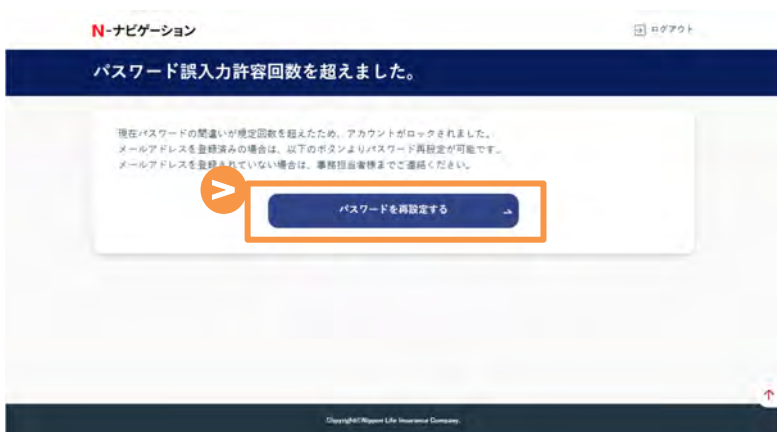 N-ナビゲーション
ログアウト
パスワード誤入力許容回数を超えました。
現在パスワードの間違いが規定回数を超えたため、アカウントがロックされました。
メールアドレスを登録済みの場合は、以下のボタンよりパスワード再設定が可能です。
メールアドレスを登録されていない場合は、事務担当者様までご連絡ください。
パスワードを再設定する
Copyright©Nippon Life Insurance Company.